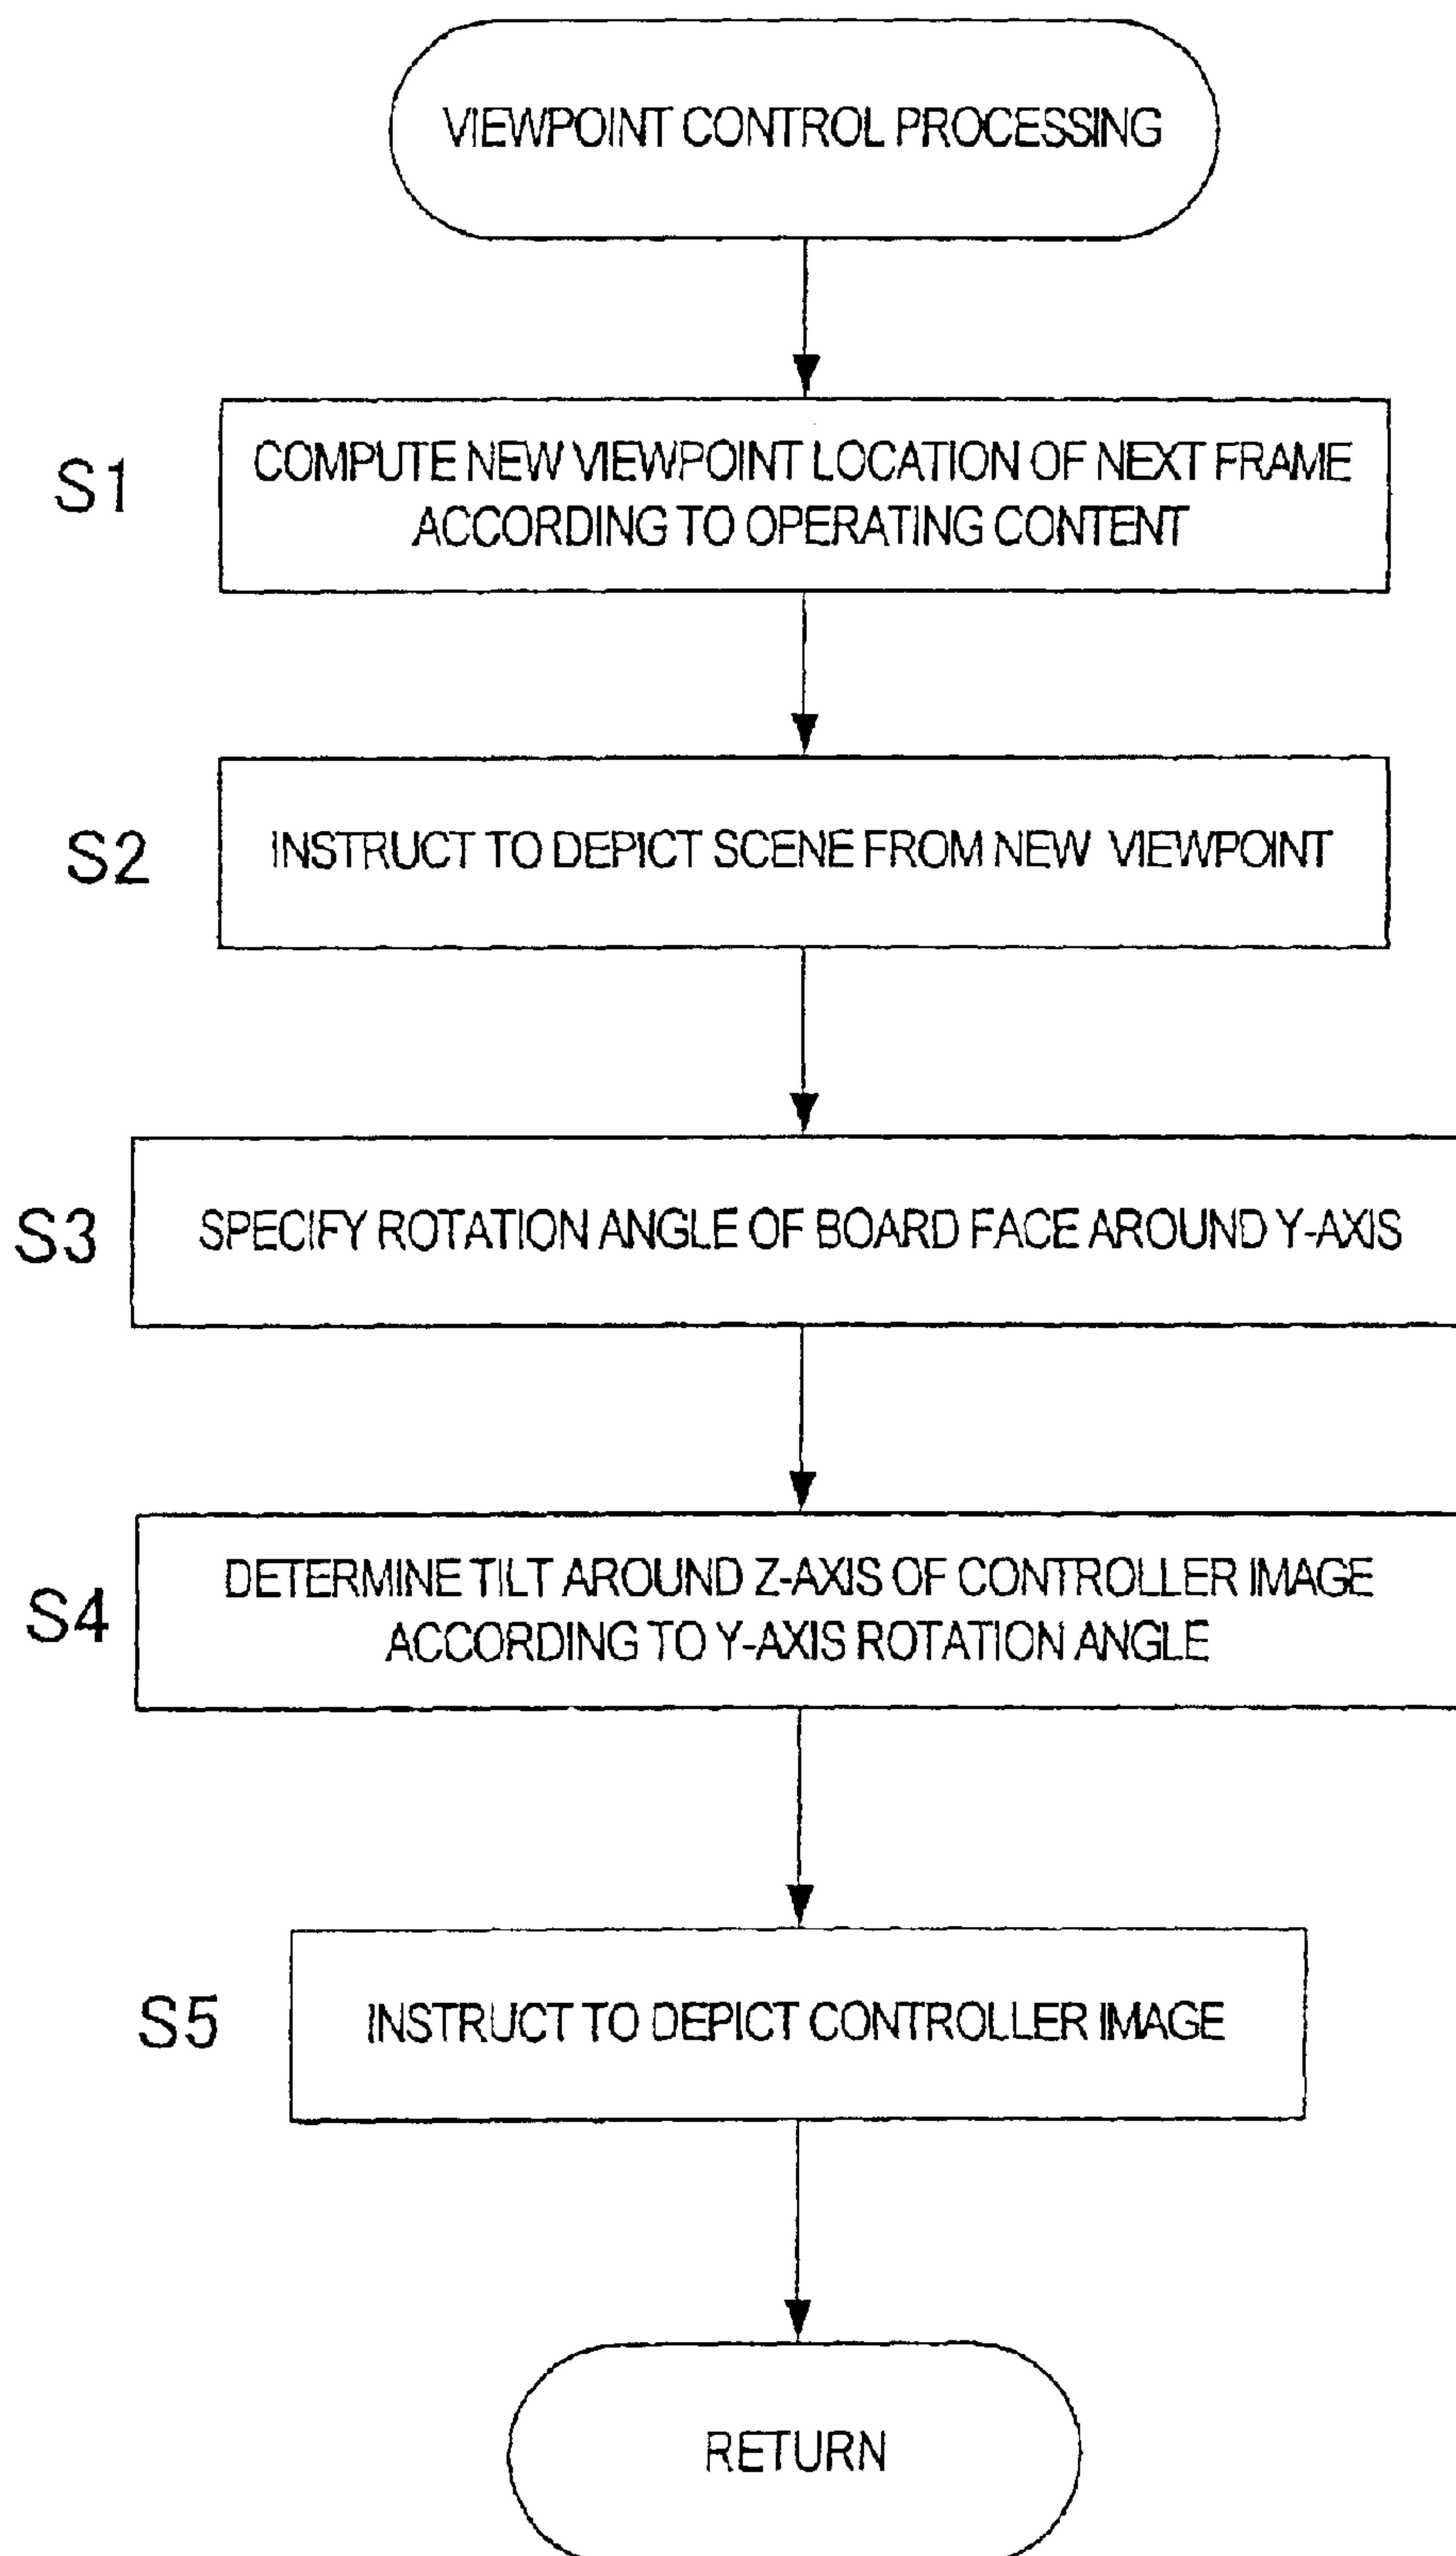 VIEWPOINT CONTROL PROCESSING
S1
COMPUTE NEW VIEWPOINT LOCATION OF NEXT FRAME
ACCORDING TO OPERATING CONTENT
S2
INSTRUCT TO DEPICT SCENE FROM NEW VIEWPOINT
S3
SPECIFY ROTATION ANGLE OF BOARD FACE AROUND Y-AXIS
S4
DETERMINE TILT AROUND Z-AXIS OF CONTROLLER IMAGE
ACCORDING TO Y-AXIS ROTATION ANGLE
S5
INSTRUCT TO DEPICT CONTROLLER IMAGE
RETURN